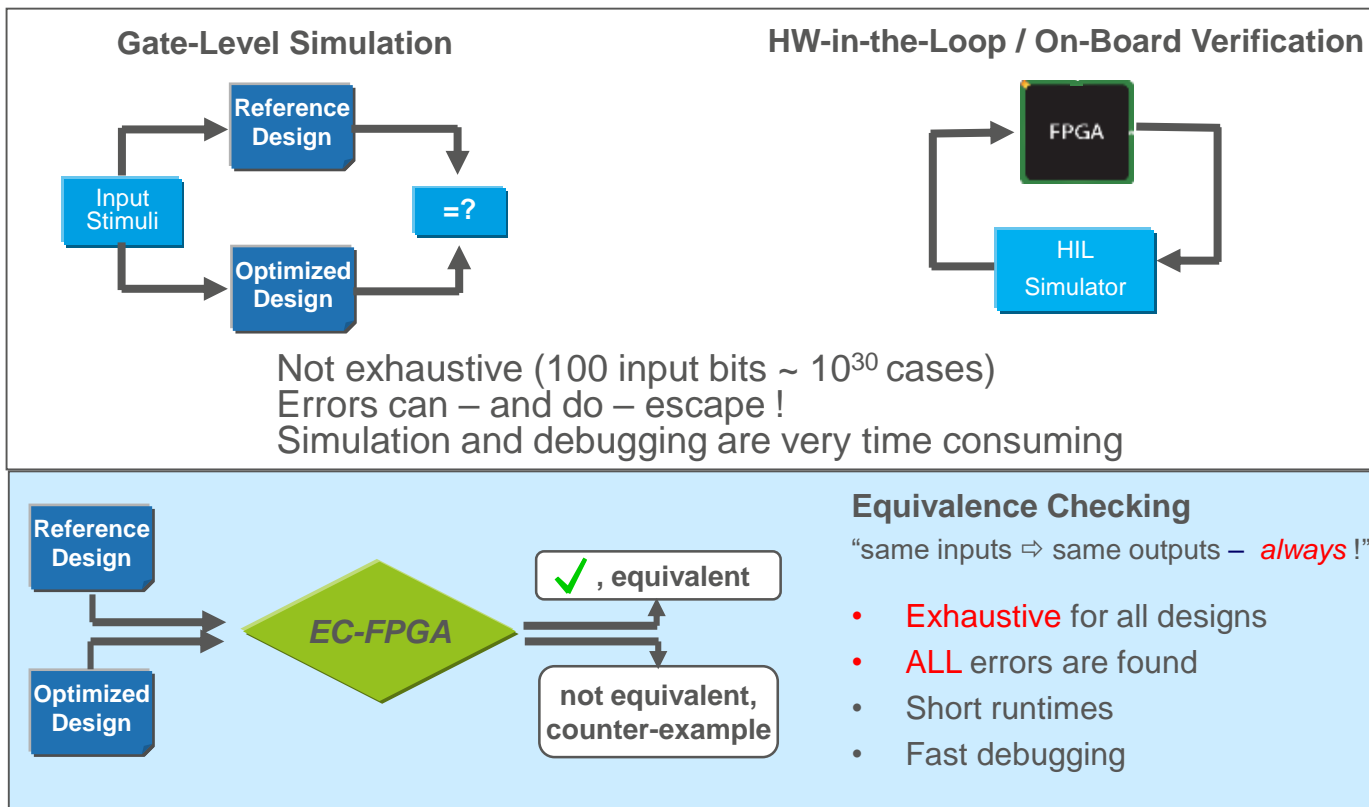 Gate-Level Simulation
Reference
Design
Input
Stimuli
=?
Optimized
Design
HW-in-the-Loop / On-Board Verification
FPGA
HIL
Simulator
Not exhaustive (100 input bits ~ 10³⁰ cases)
Errors can – and do – escape !
Simulation and debugging are very time consuming
Reference
Design
Optimized
Design
EC-FPGA
✓ , equivalent
not equivalent,
counter-example
Equivalence Checking
“same inputs ⇨ same outputs – always !”
• Exhaustive for all designs
• ALL errors are found
• Short runtimes
• Fast debugging